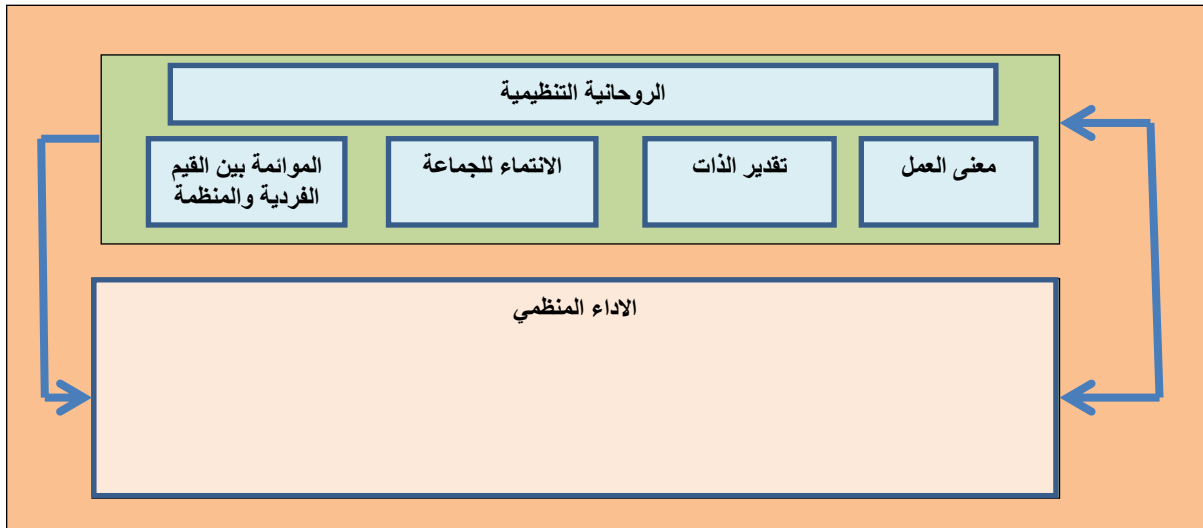 الروحانية التنظيمية
معنى العمل
تقدير الذات
الانتماء للجماعة
الموائمة بين القيم
الفردية والمنظمة
الاداء المنظمي